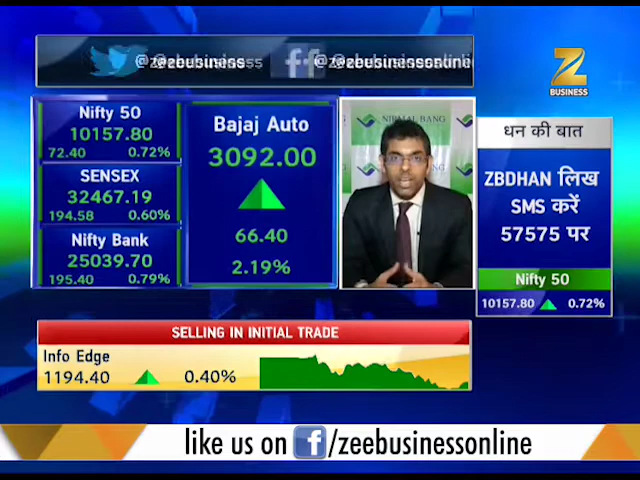 @zeebusiness @zeebusinessonline
Z
BUSINESS
Nifty 50
10157.80
72.40 0.72%
SENSEX
32467.19
194.58 0.60%
Nifty Bank
25039.70
195.40 0.79%
Bajaj Auto
3092.00
66.40
2.19%
NIRMAL BANG
धन की बात
ZBDHAN लिख
SMS करें
57575 पर
Nifty 50
10157.80 0.72%
SELLING IN INITIAL TRADE
Info Edge
1194.40 0.40%
like us on f/zeebusinessonline